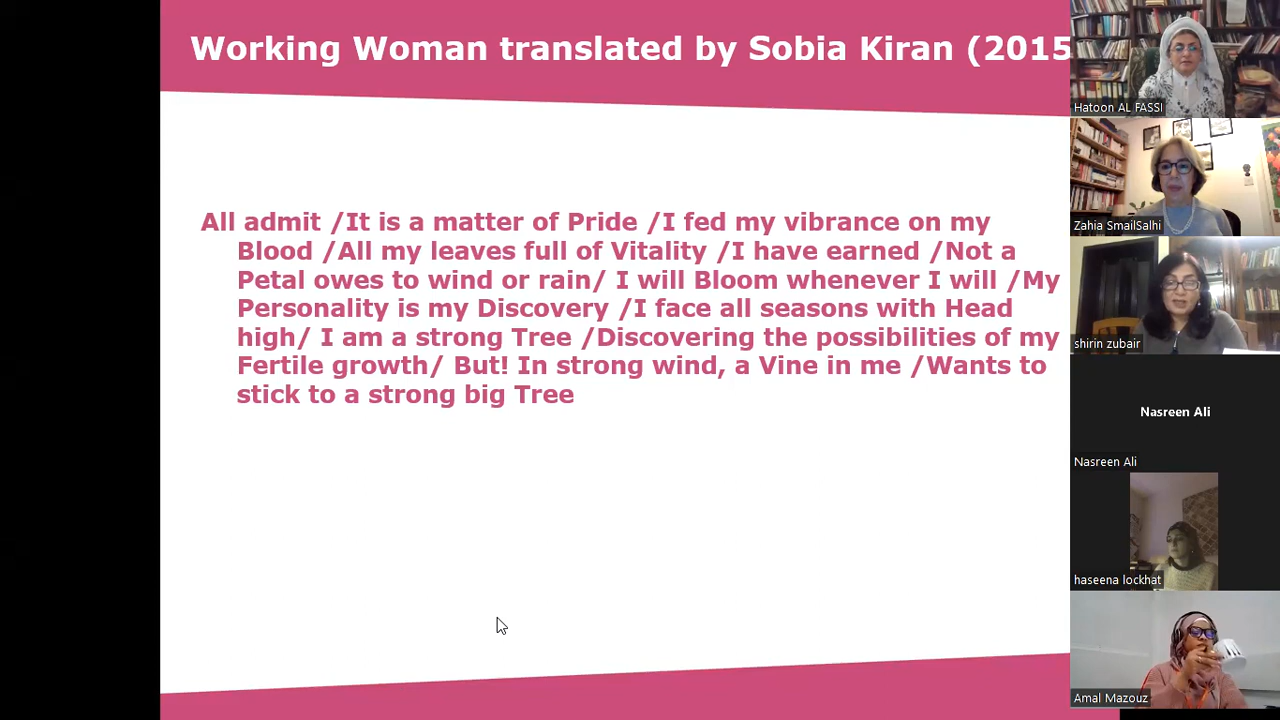 Working Woman translated by Sobia Kiran (2015
All admit /It is a matter of Pride /I fed my vibrance on my
Blood /All my leaves full of Vitality /I have earned /Not a
Petal owes to wind or rain/ I will Bloom whenever I will /My
Personality is my Discovery /I face all seasons with Head
high/ I am a strong Tree /Discovering the possibilities of my
Fertile growth/ But! In strong wind, a Vine in me /Wants to
stick to a strong big Tree
Hatoon AL FASSI
Zahia SmailSalhi
shirin zubair
Nasreen Ali
Nasreen Ali
haseena lockhat
Amal Mazouz